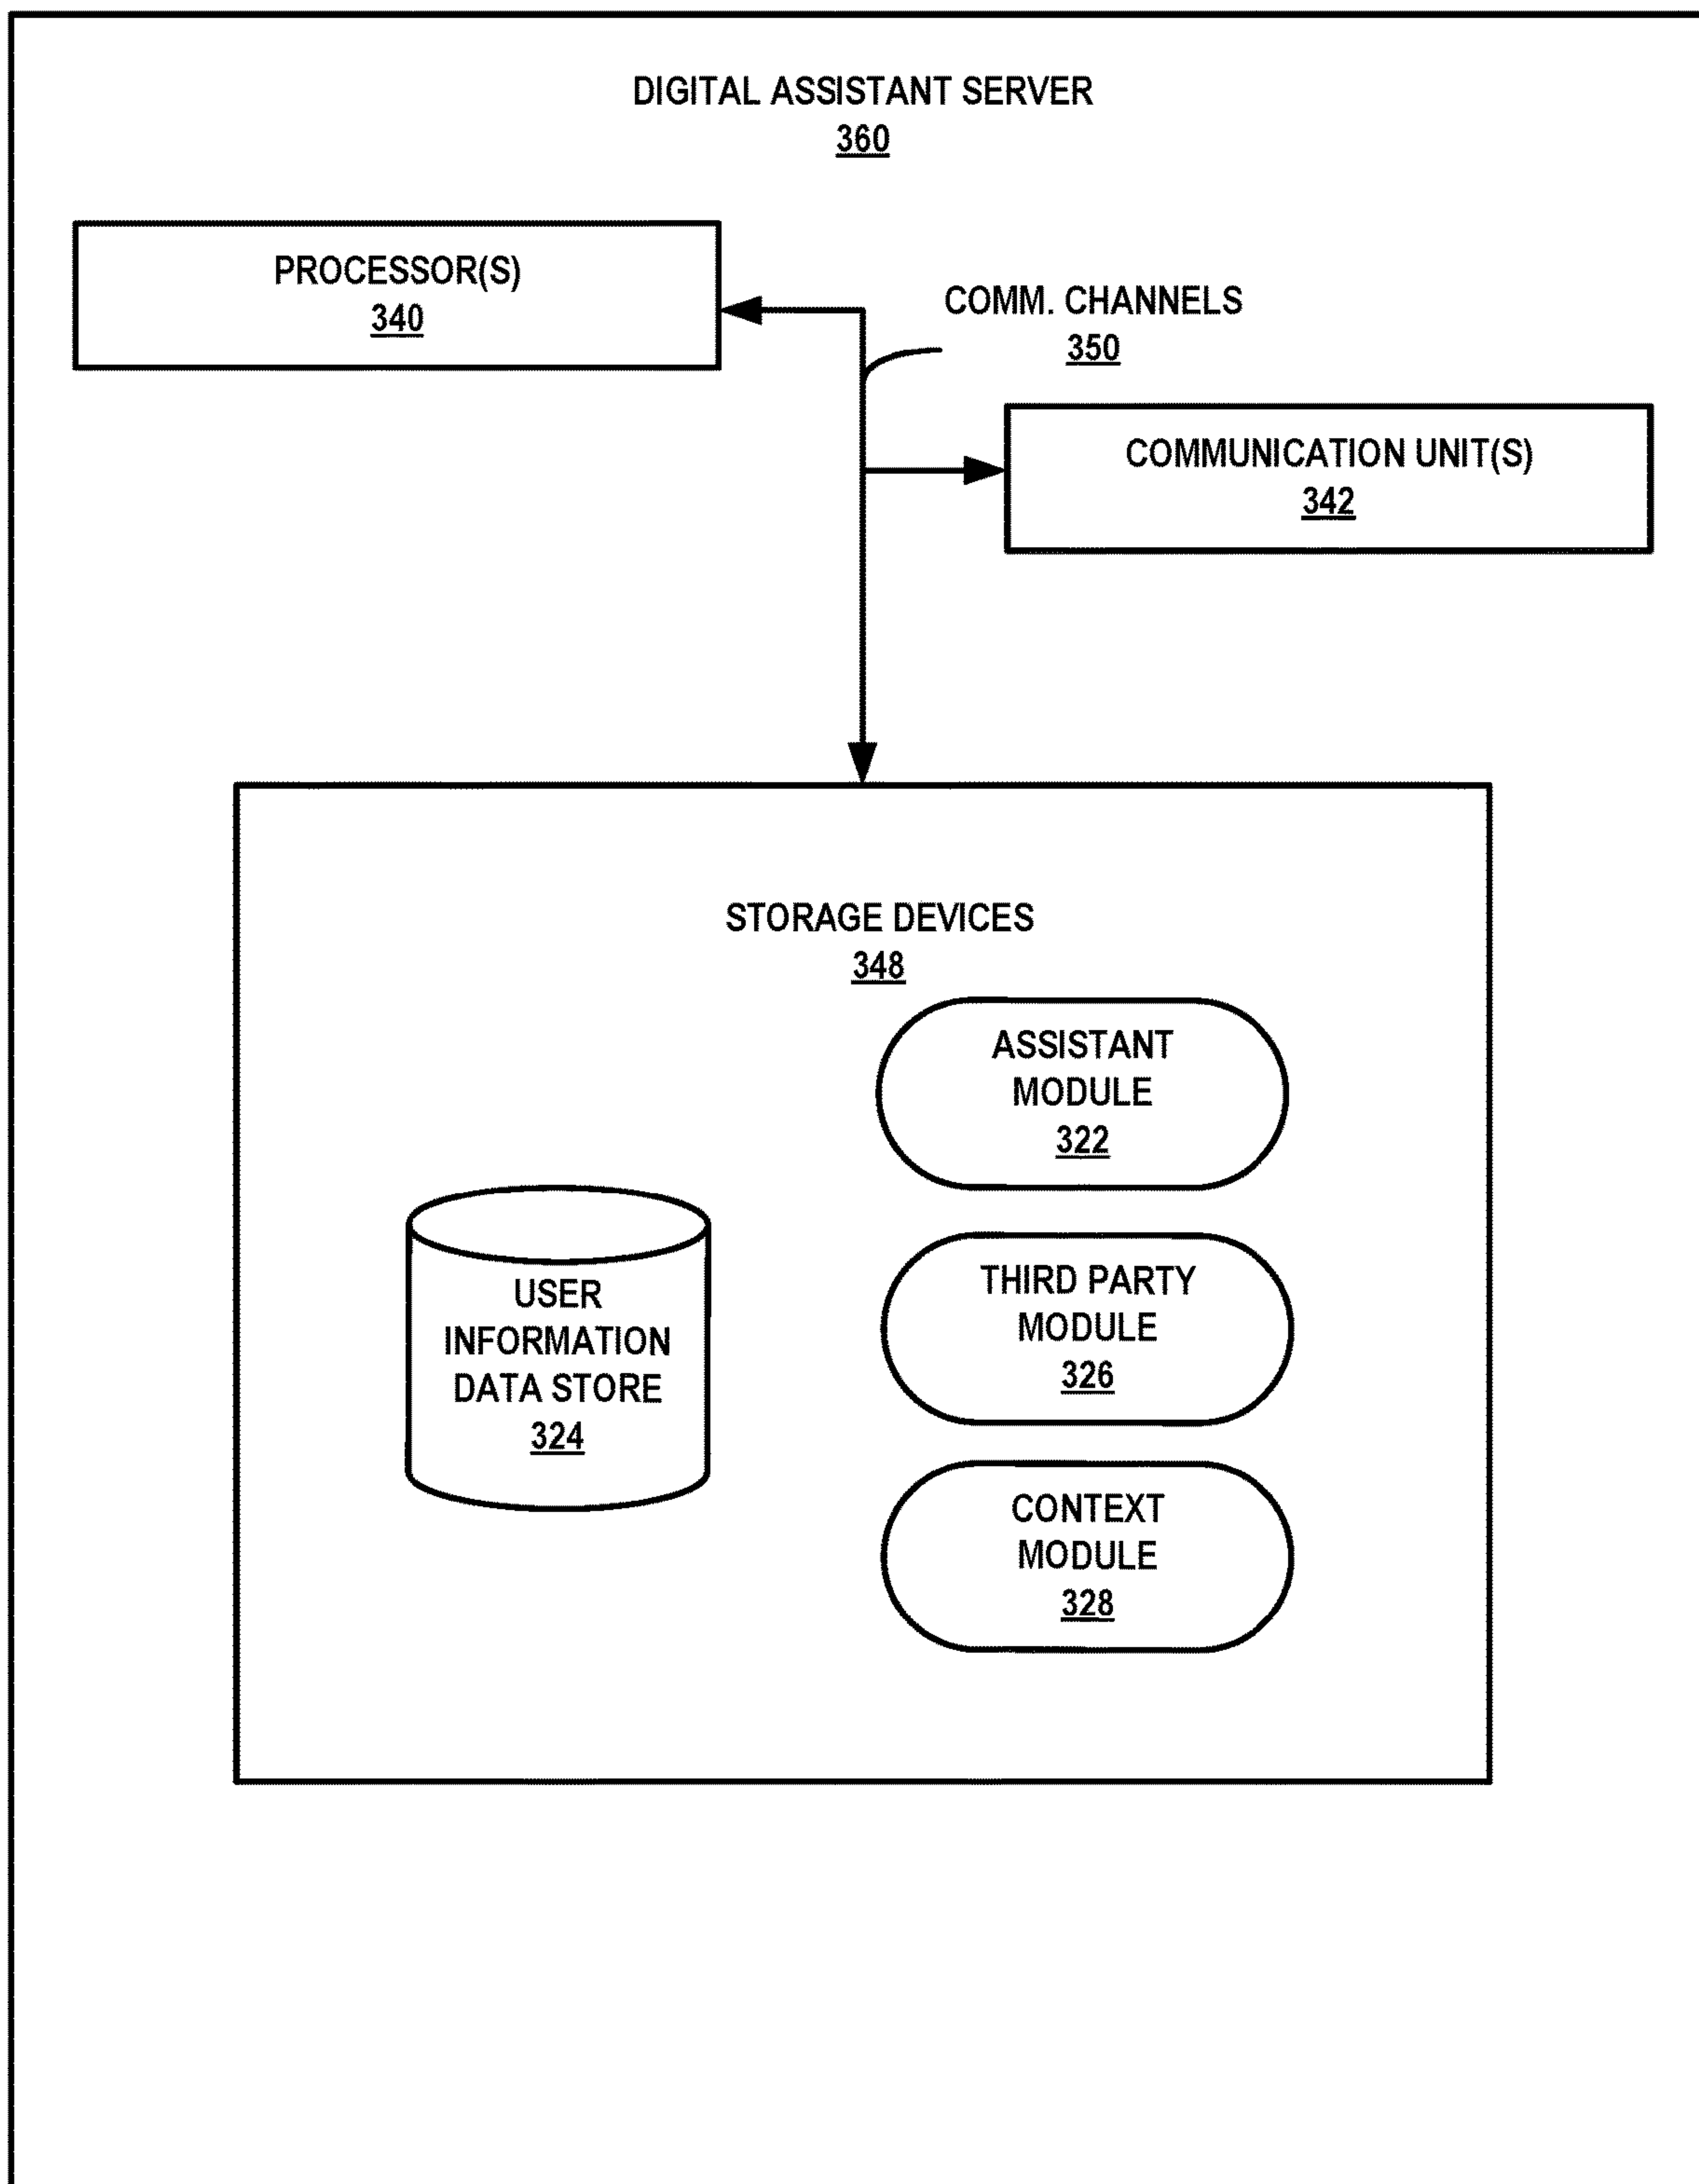 DIGITAL ASSISTANT SERVER
360
PROCESSOR(S)
340
COMM. CHANNELS
350
COMMUNICATION UNIT(S)
342
STORAGE DEVICES
348
ASSISTANT
MODULE
322
USER
INFORMATION
DATA STORE
324
THIRD PARTY
MODULE
326
CONTEXT
MODULE
328